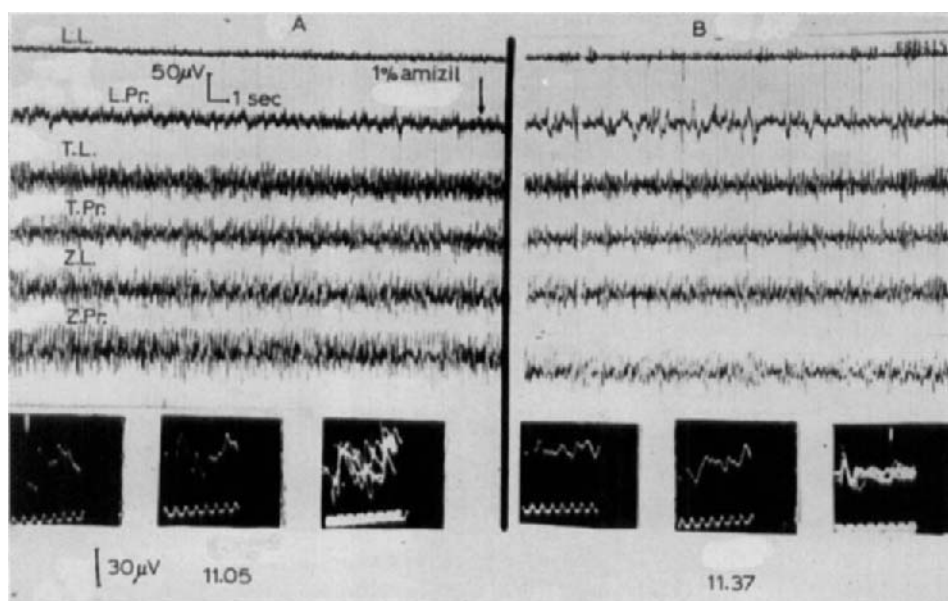 A
B
L.L.
50μV
1 sec
1% amizil
L.Pr.
T.L.
T.Pr.
Z.L.
Z.Pr.
30μV
11.05
11.37